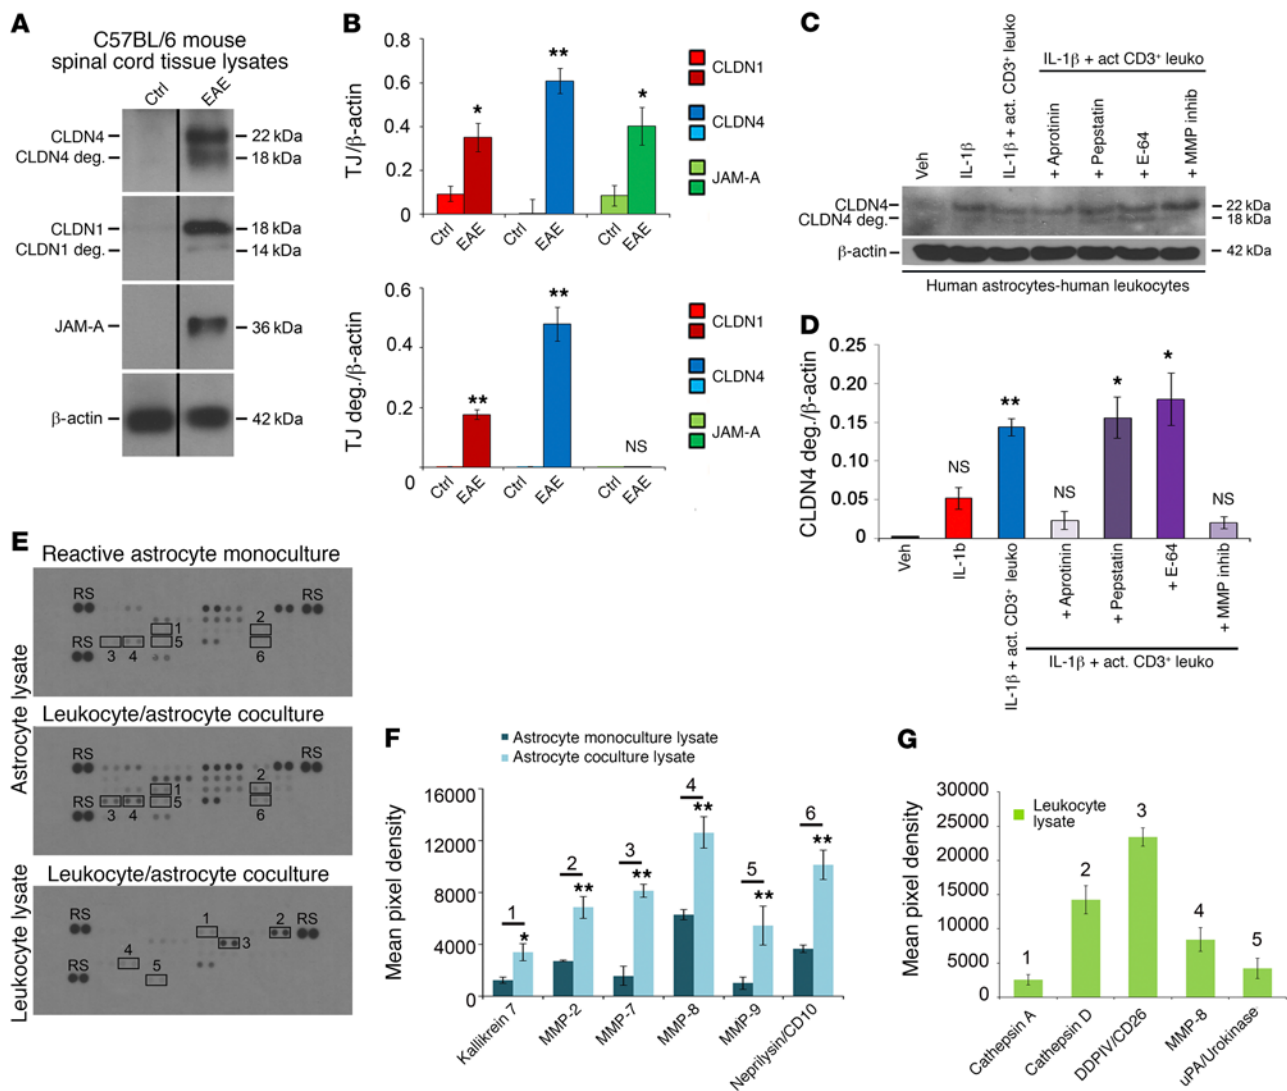 A
C57BL/6 mouse
spinal cord tissue lysates
Ctrl
EAE
CLDN4
22 kDa
CLDN4 deg.
18 kDa
CLDN1
18 kDa
CLDN1 deg.
14 kDa
JAM-A
36 kDa
β-actin
42 kDa
B
TJ/β-actin
0.8
0.6
0.4
0.2
0
*
**
*
Ctrl
EAE
Ctrl
EAE
Ctrl
EAE
CLDN1
CLDN4
JAM-A
TJ deg./β-actin
0.6
0.4
0.2
0
**
**
NS
Ctrl
EAE
Ctrl
EAE
Ctrl
EAE
CLDN1
CLDN4
JAM-A
C
IL-1β + act CD3⁺ leuko
Veh
IL-1β
IL-1β + act. CD3⁺ leuko
+ Aprotinin
+ Pepstatin
+ E-64
+ MMP inhib
CLDN4
22 kDa
CLDN4 deg.
18 kDa
β-actin
42 kDa
Human astrocytes-human leukocytes
D
CLDN4 deg./β-actin
0.25
0.20
0.15
0.10
0.05
0
NS
**
NS
*
*
NS
Veh
IL-1b
IL-1β + act. CD3⁺ leuko
+ Aprotinin
+ Pepstatin
+ E-64
+ MMP inhib
IL-1β + act. CD3⁺ leuko
E
Reactive astrocyte monoculture
Astrocyte lysate
RS
RS
RS
1
2
3
4
5
6
Leukocyte/astrocyte coculture
RS
RS
RS
1
2
3
4
5
6
Leukocyte/astrocyte coculture
Leukocyte lysate
RS
RS
RS
1
2
3
4
5
F
Astrocyte monoculture lysate
Astrocyte coculture lysate
Mean pixel density
16000
12000
8000
4000
0
1
*
2
**
3
**
4
**
5
**
6
**
Kallikrein 7
MMP-2
MMP-7
MMP-8
MMP-9
Neprilysin/CD10
G
Leukocyte
lysate
Mean pixel density
30000
25000
20000
15000
10000
5000
0
1
2
3
4
5
Cathepsin A
Cathepsin D
DDPIV/CD26
MMP-8
uPA/Urokinase